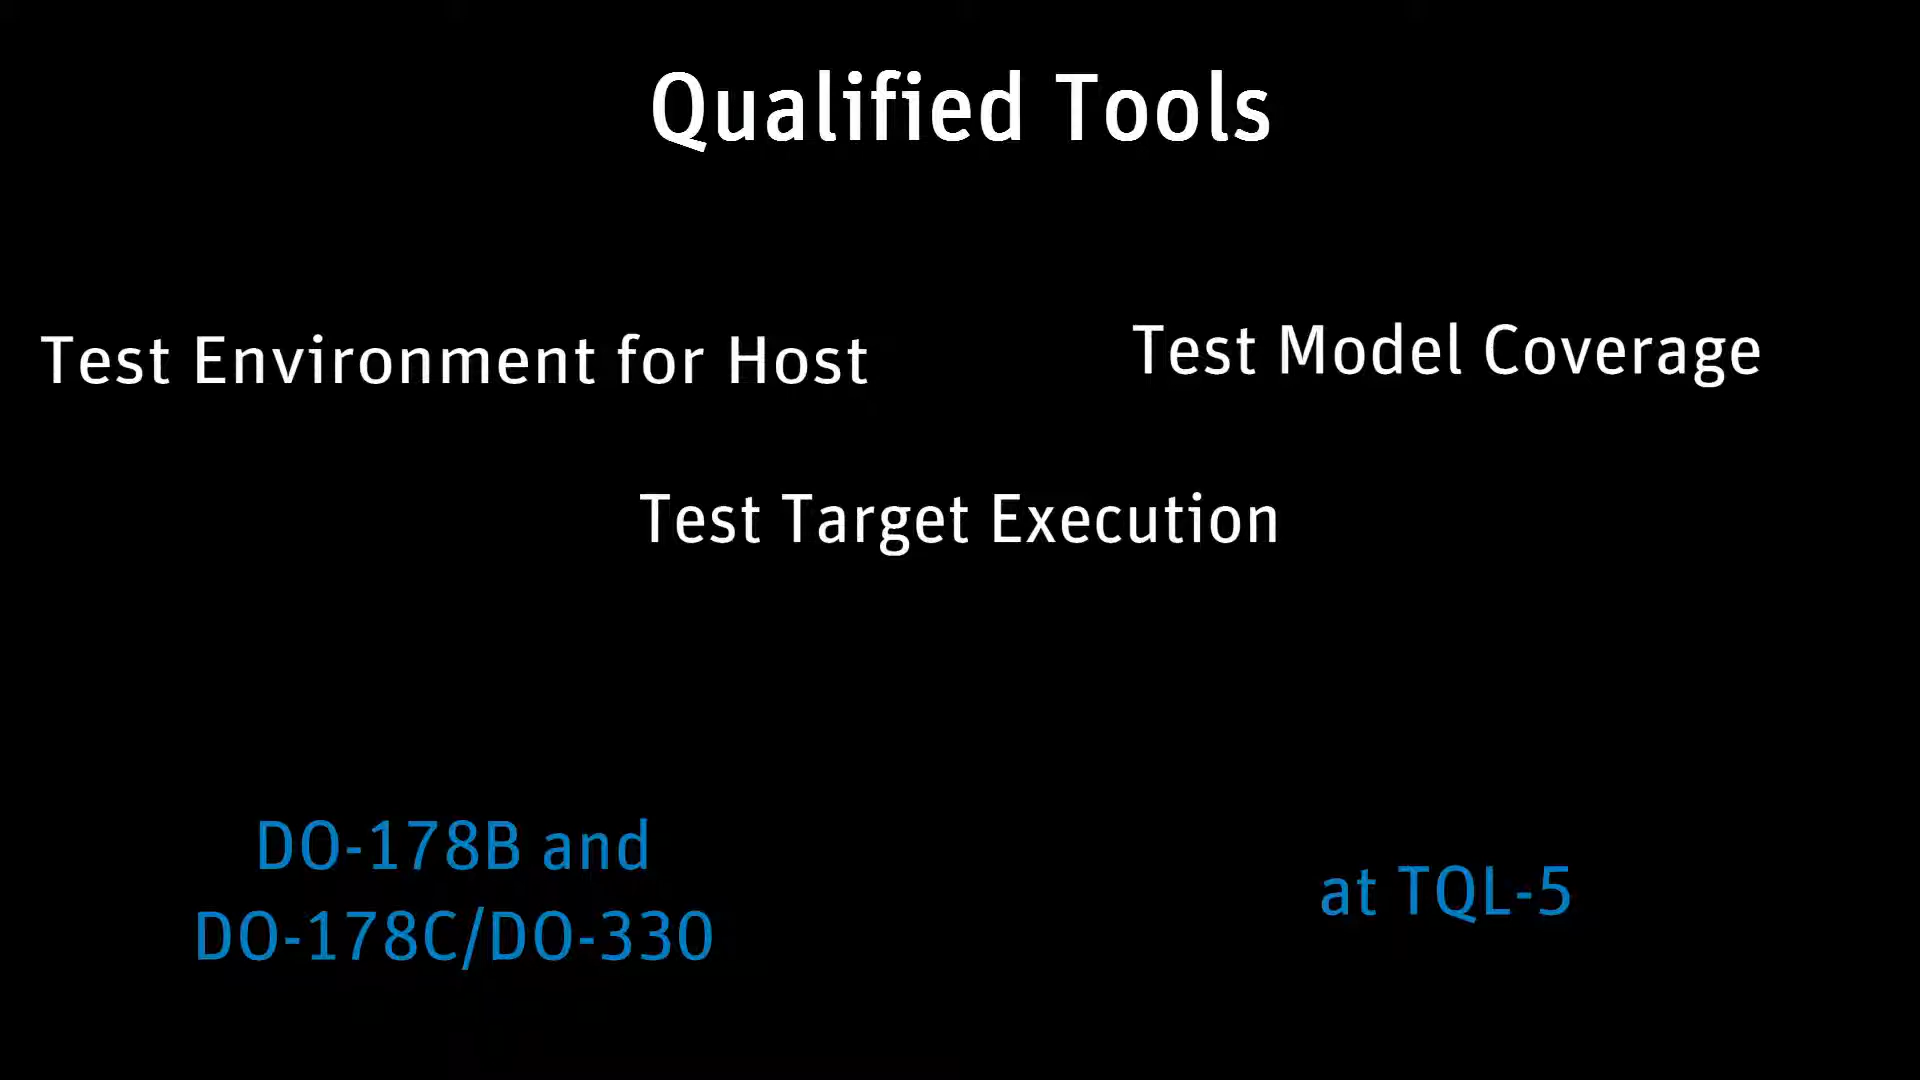 Qualified Tools
Test Environment for Host
Test Model Coverage
Test Target Execution
DO-178B and
DO-178C/DO-330
at TQL-5